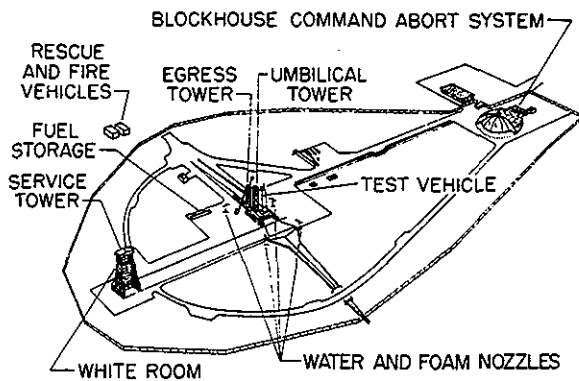 BLOCKHOUSE COMMAND ABORT SYSTEM
RESCUE
AND FIRE
VEHICLES
EGRESS
TOWER
UMBILICAL
TOWER
FUEL
STORAGE
SERVICE
TOWER
TEST VEHICLE
WHITE ROOM
WATER AND FOAM NOZZLES